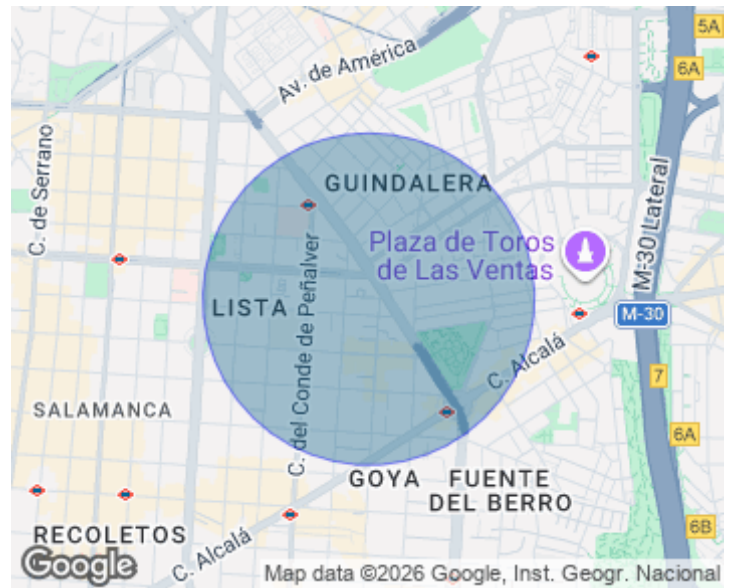 5A
Av. de América
6A
C. de Serrano
GUINDALERA
M-30 Lateral
Plaza de Toros
de Las Ventas
C. del Conde de Peñalver
LISTA
M-30
C. Alcalá
7
SALAMANCA
6A
GOYA
FUENTE
DEL BERRO
RECOLETOS
6B
C. Alcalá
Google
Map data ©2026 Google, Inst. Geogr. Nacional